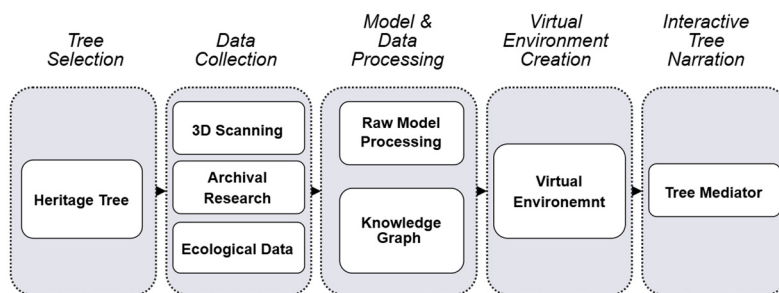 Tree
Selection
Data
Collection
Model &
Data
Processing
Virtual
Environment
Creation
Interactive
Tree
Narration
Heritage Tree
3D Scanning
Archival
Research
Ecological Data
Raw Model
Processing
Knowledge
Graph
Virtual
Environemnt
Tree Mediator